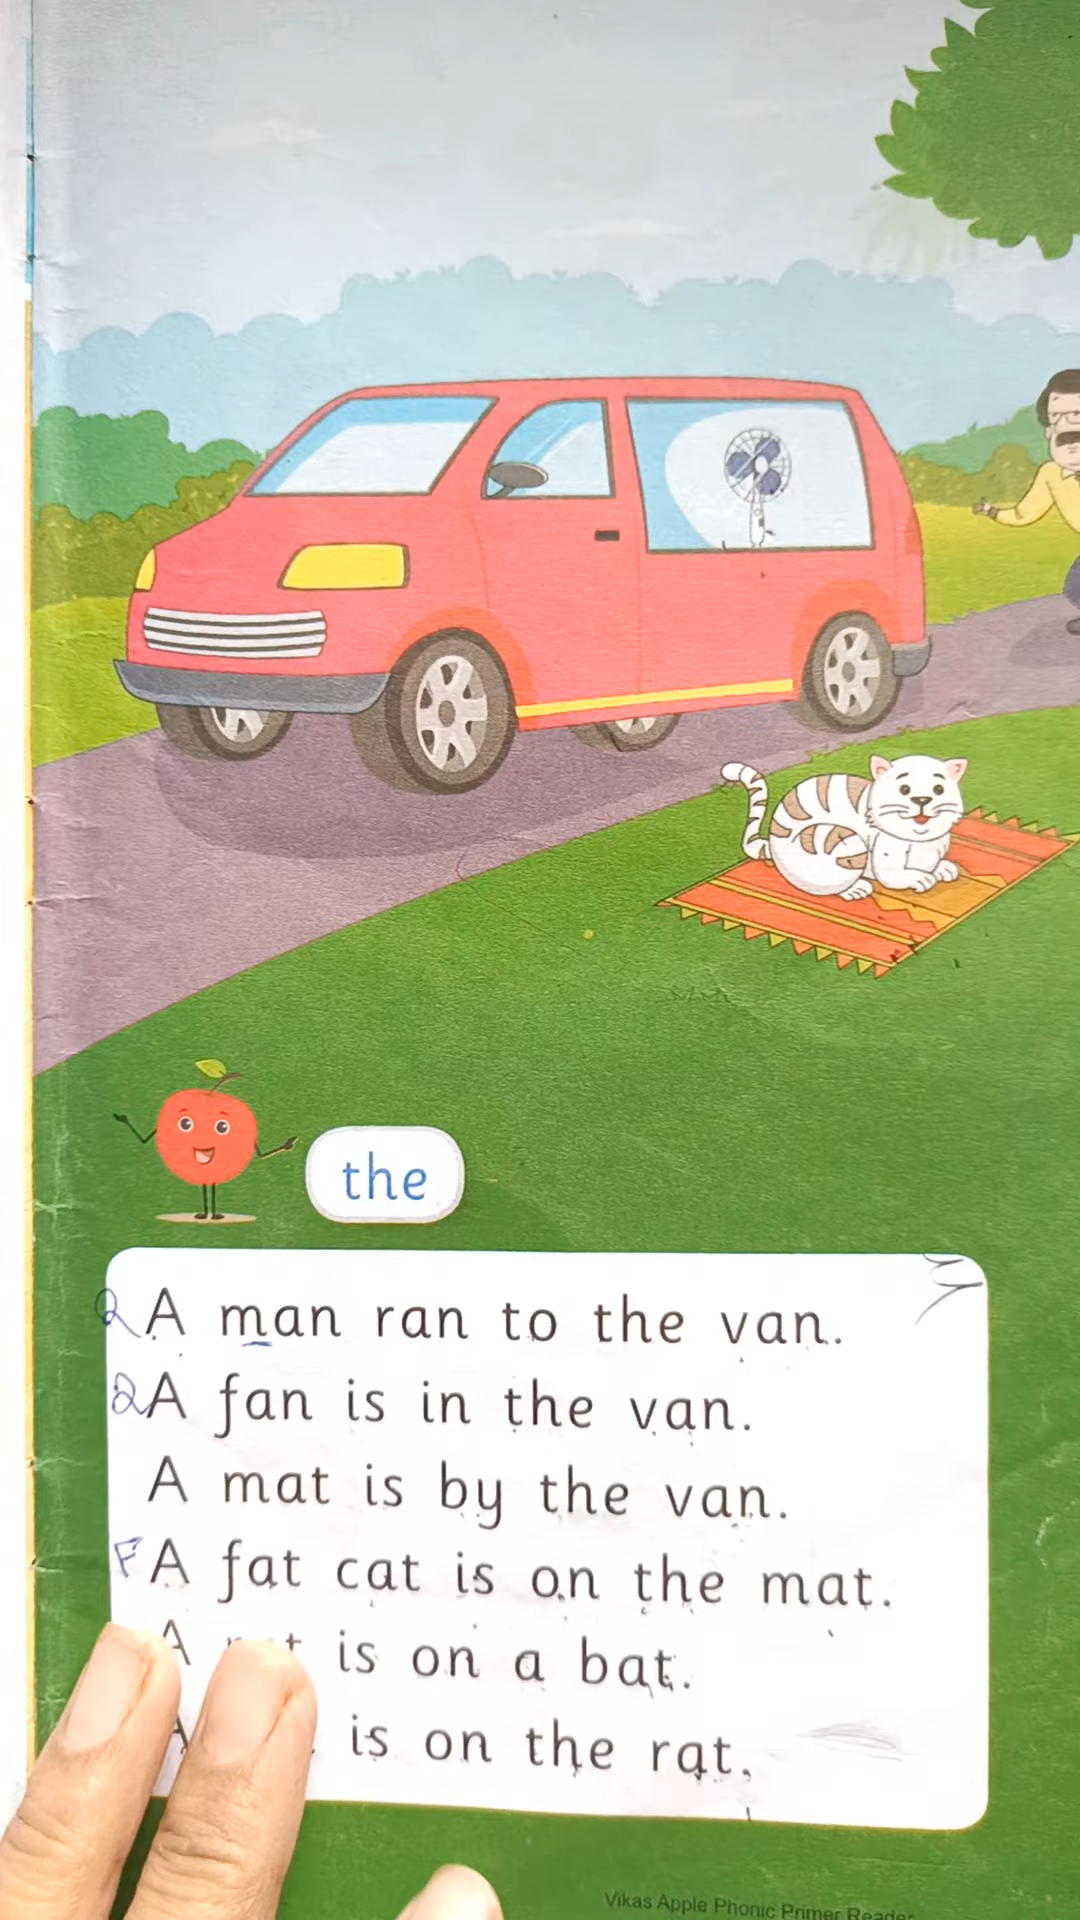 the
A man ran to the van.
A fan is in the van.
A mat is by the van.
F A fat cat is on the mat.
A is on a bat.
A is on the rat.
Vikas Apple Phonic Primer Reader